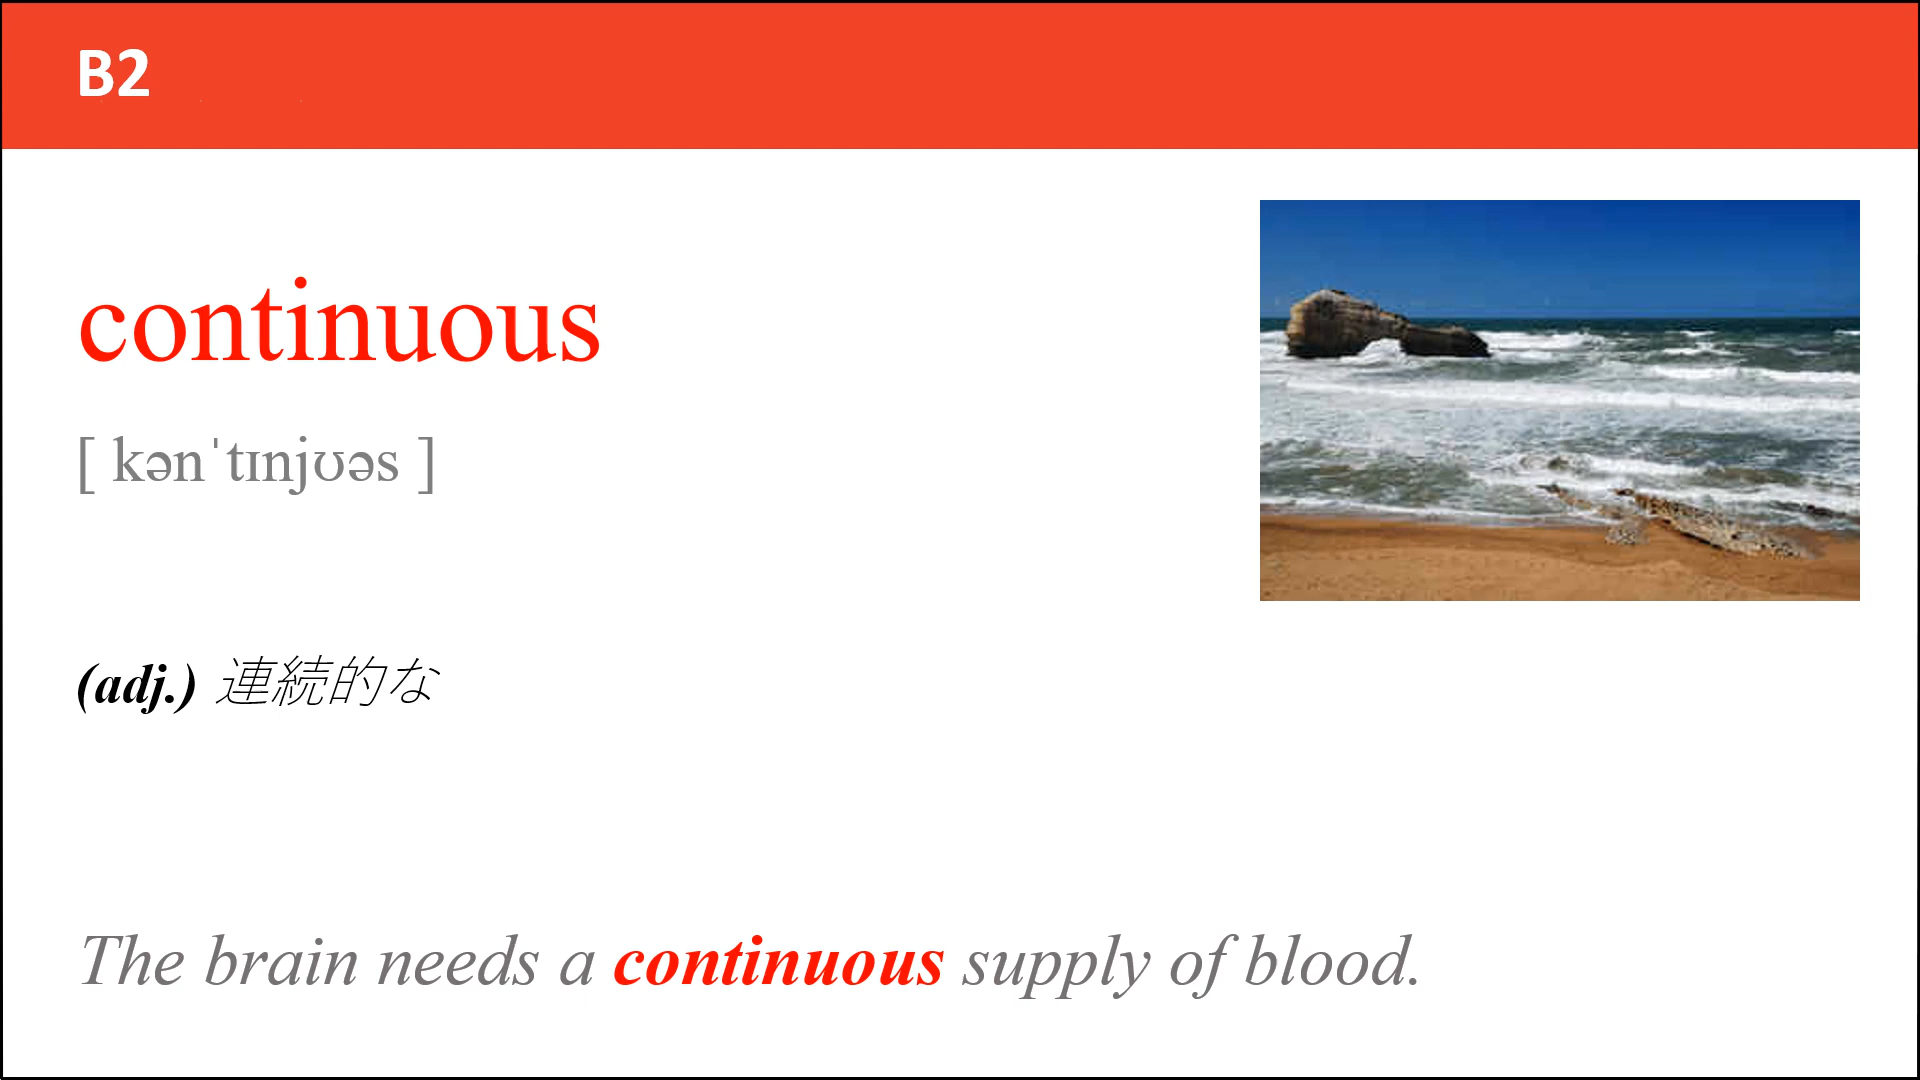 B2
continuous
[ kənˈtɪnjʊəs ]
(adj.) 連続的な
The brain needs a continuous supply of blood.